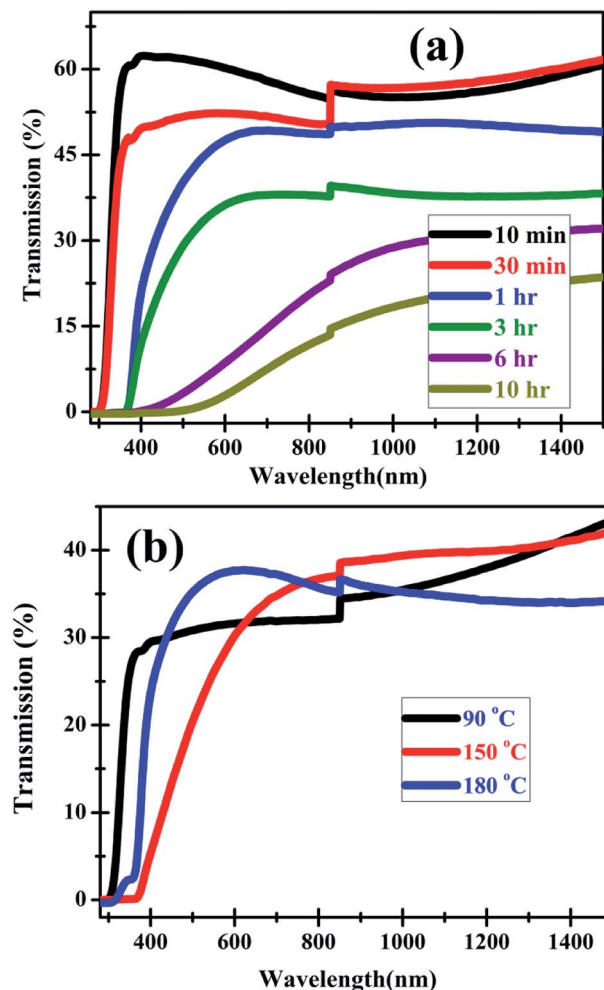 (a)
Transmission (%)
60
45
30
15
0
10 min
30 min
1 hr
3 hr
6 hr
10 hr
400 600 800 1000 1200 1400
Wavelength(nm)
(b)
Transmission (%)
40
30
20
10
0
90 °C
150 °C
180 °C
400 600 800 1000 1200 1400
Wavelength(nm)